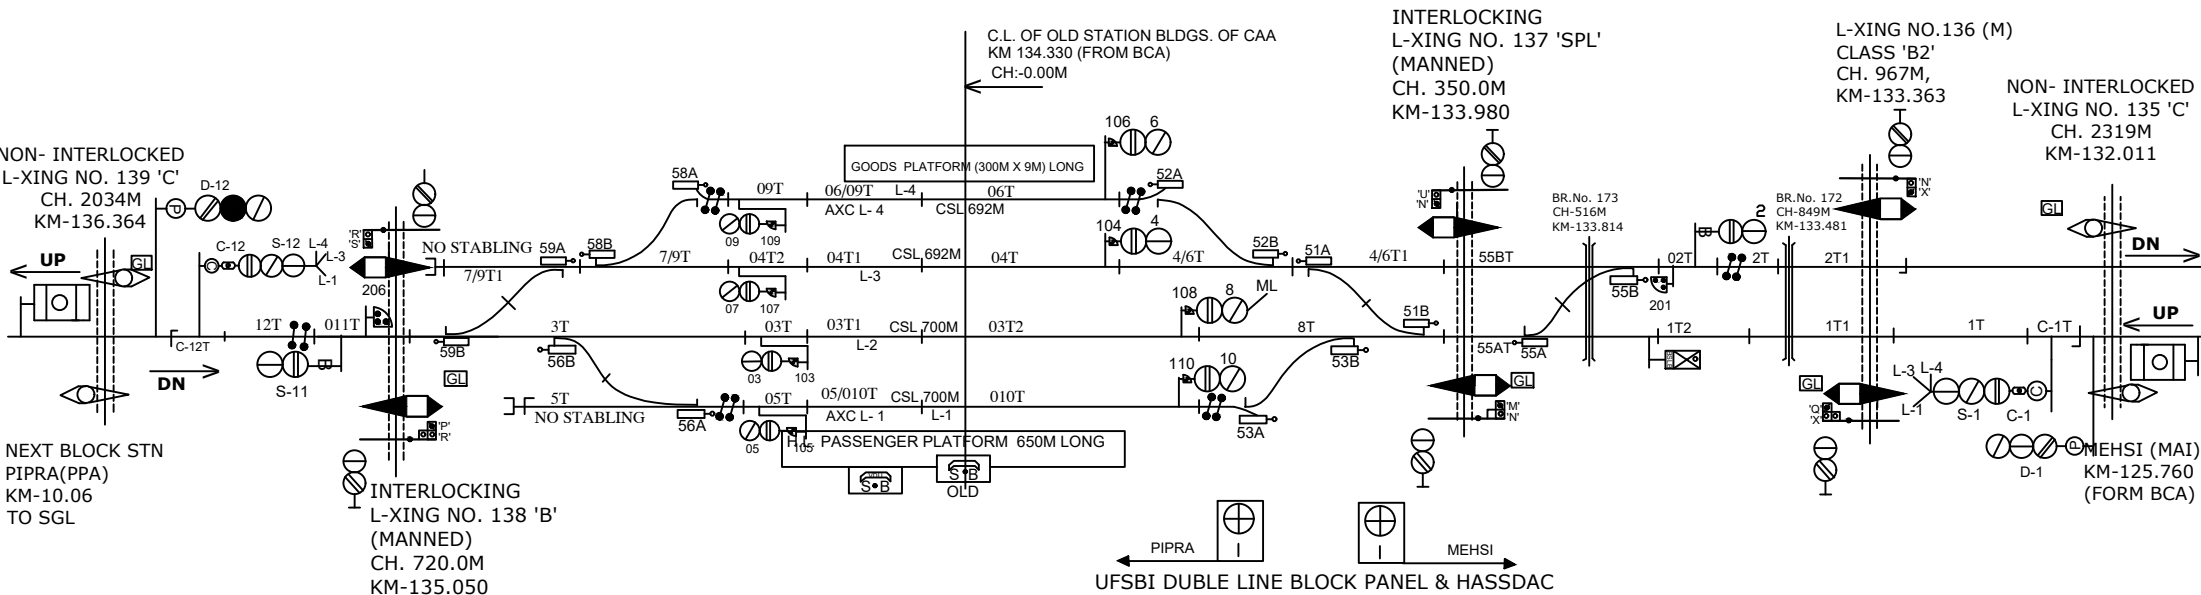 C.L. OF OLD STATION BLDGS. OF CAA
KM 134.330 (FROM BCA)
CH:-0.00M
INTERLOCKING
L-XING NO. 137 'SPL'
(MANNED)
CH. 350.0M
KM-133.980
L-XING NO.136 (M)
CLASS 'B2'
CH. 967M,
KM-133.363
NON- INTERLOCKED
L-XING NO. 135 'C'
CH. 2319M
KM-132.011
NON- INTERLOCKED
L-XING NO. 139 'C'
CH. 2034M
KM-136.364
D-12
P
C-12
S-12
L-4
L-3
L-1
C
GL
UP
206
'R'
'S'
NO STABLING
7/9T1
59A
58B
58A
09T
06/09T
L-4
06T
AXC L- 4
CSL 692M
GOODS PLATFORM (300M X 9M) LONG
106
6
52A
09
109
104
4
7/9T
04T2
04T1
CSL 692M
04T
L-3
4/6T
52B
51A
4/6T1
07
107
108
8
ML
'U'
'N'
55BT
BR.No. 173
CH-516M
KM-133.814
BR.No. 172
CH-849M
KM-133.481
B
2
'N'
'X'
GL
DN
02T
2T
2T1
55B
201
12T
011T
C-12T
DN
S-11
B
59B
GL
3T
56B
03T
03T1
CSL 700M
03T2
L-2
8T
51B
53B
55AT
55A
1T2
1T1
1T
C-1T
UP
03
103
110
10
5T
NO STABLING
56A
05T
05/010T
CSL 700M
010T
AXC L- 1
L-1
53A
05
105
H.L. PASSENGER PLATFORM 650M LONG
S B
S B
OLD
'P'
'R'
GL
'M'
'N'
GL
'Q'
'X'
L-3
L-4
L-1
S-1
C-1
C
D-1
P
MEHSI (MAI)
KM-125.760
(FORM BCA)
NEXT BLOCK STN
PIPRA(PPA)
KM-10.06
TO SGL
INTERLOCKING
L-XING NO. 138 'B'
(MANNED)
CH. 720.0M
KM-135.050
PIPRA
MEHSI
UFSBI DUBLE LINE BLOCK PANEL & HASSDAC